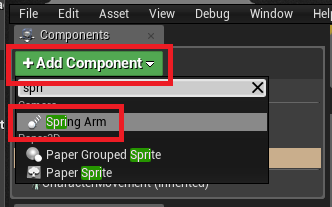 File Edit Asset View Debug Window Help
Components
+ Add Component
spri
Spring Arm
Paper Grouped Sprite
Paper Sprite
CharacterMovement (Inherited)